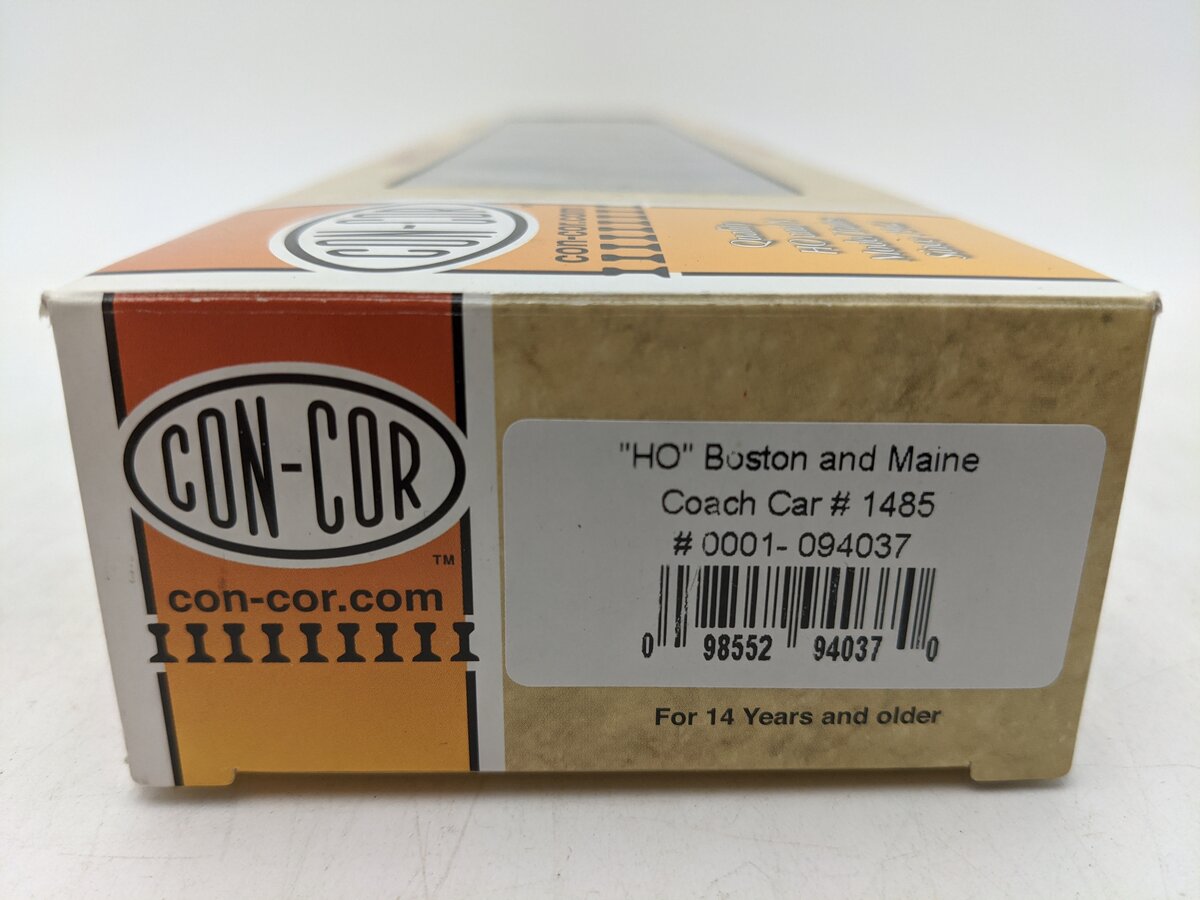 CON-COR
con-cor.com
Quality
CON-COR
TM
con-cor.com
"HO" Boston and Maine
Coach Car # 1485
# 0001- 094037
0 98552 94037 0
For 14 Years and older